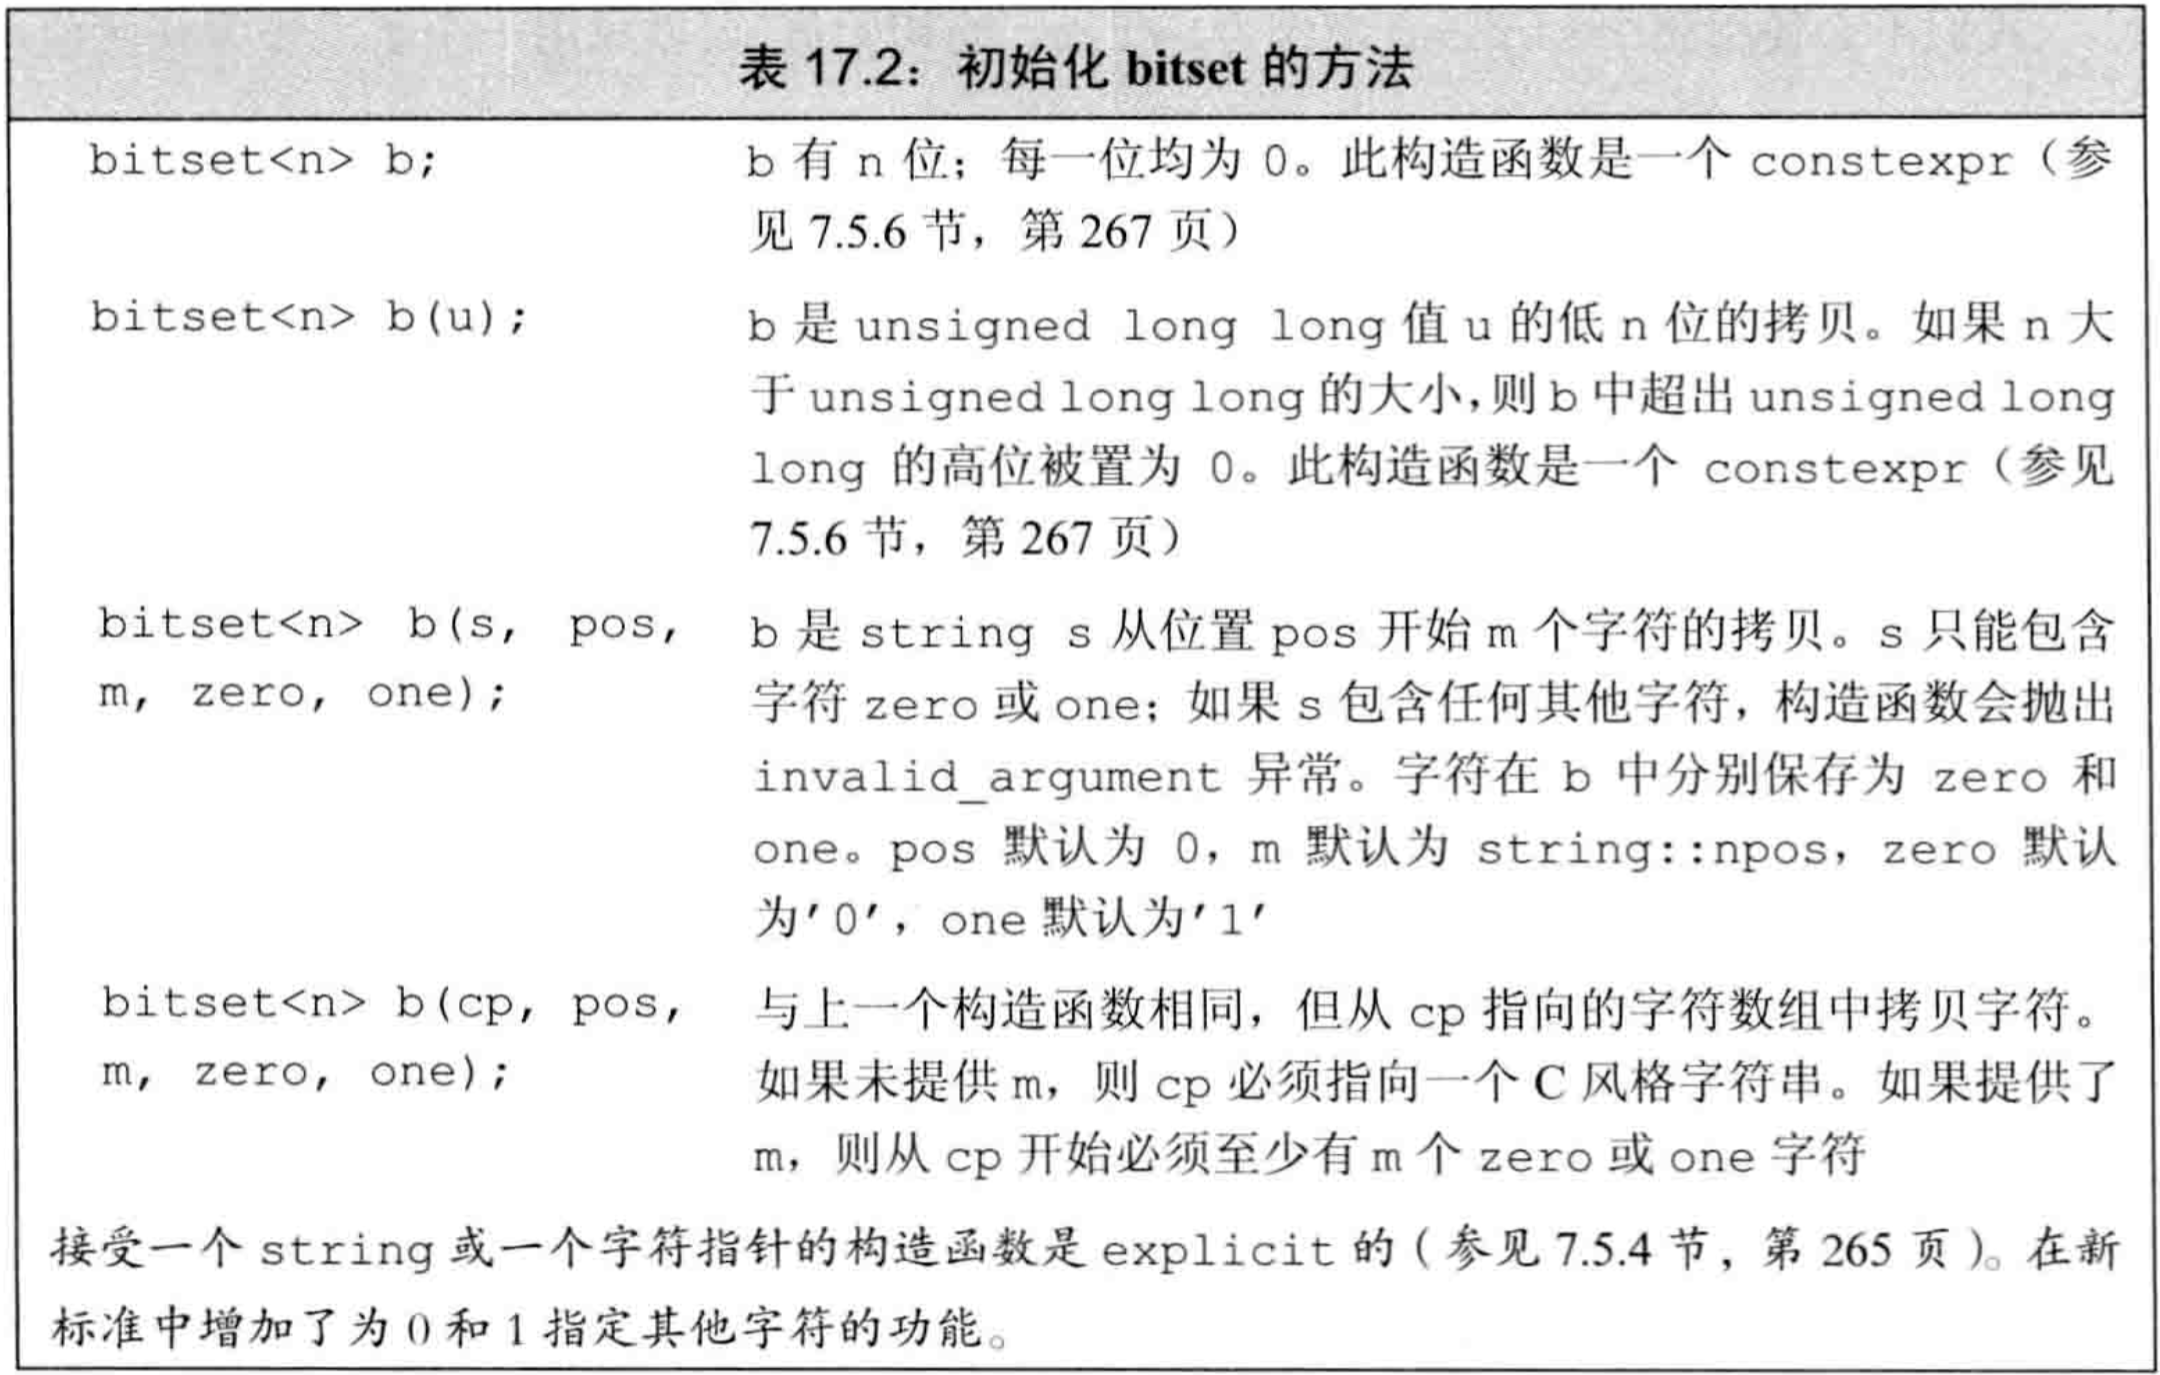 表 17.2：初始化 bitset 的方法
bitset<n> b;
b 有 n 位；每一位均为 0。此构造函数是一个 constexpr（参
见 7.5.6 节，第 267 页）
bitset<n> b(u);
b 是 unsigned long long 值 u 的低 n 位的拷贝。如果 n 大
于 unsigned long long 的大小，则 b 中超出 unsigned long
long 的高位被置为 0。此构造函数是一个 constexpr（参见
7.5.6 节，第 267 页）
bitset<n> b(s, pos,
m, zero, one);
b 是 string s 从位置 pos 开始 m 个字符的拷贝。s 只能包含
字符 zero 或 one；如果 s 包含任何其他字符，构造函数会抛出
invalid_argument 异常。字符在 b 中分别保存为 zero 和
one。pos 默认为 0，m 默认为 string::npos，zero 默认
为'0'，one 默认为'1'
bitset<n> b(cp, pos,
m, zero, one);
与上一个构造函数相同，但从 cp 指向的字符数组中拷贝字符。
如果未提供 m，则 cp 必须指向一个 C 风格字符串。如果提供了
m，则从 cp 开始必须至少有 m 个 zero 或 one 字符
接受一个 string 或一个字符指针的构造函数是 explicit 的（参见 7.5.4 节，第 265 页）。在新
标准中增加了为 0 和 1 指定其他字符的功能。